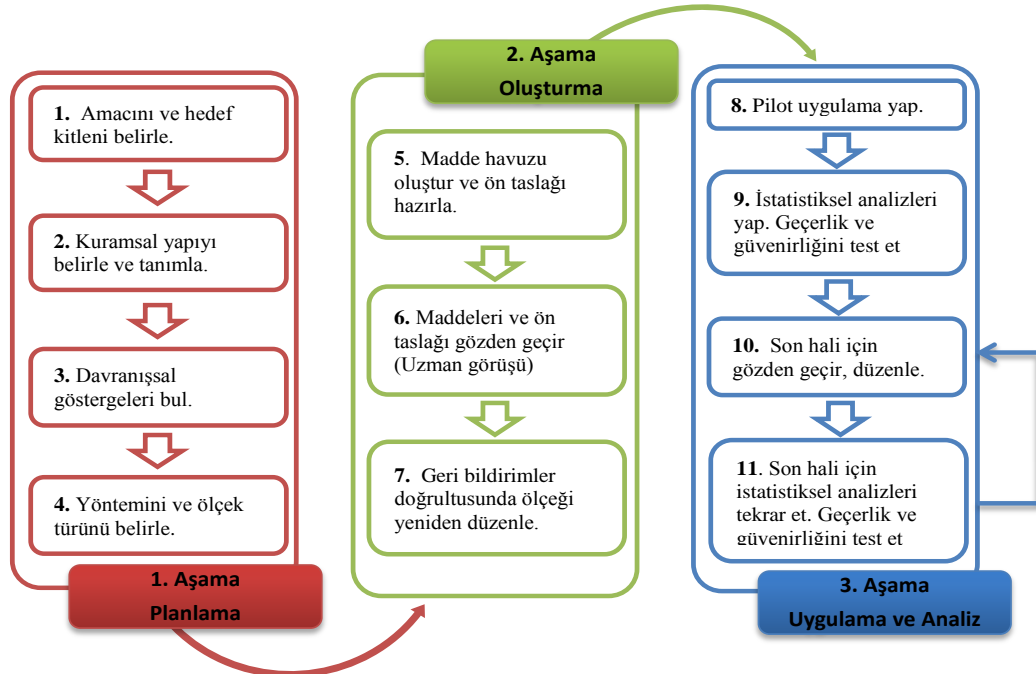 1. Amacını ve hedef
kitleni belirle.
2. Kuramsal yapıyı
belirle ve tanımla.
3. Davranışsal
göstergeleri bul.
4. Yöntemini ve ölçek
türünü belirle.
1. Aşama
Planlama
2. Aşama
Oluşturma
5. Madde havuzu
oluştur ve ön taslağı
hazırla.
6. Maddeleri ve ön
taslağı gözden geçir
(Uzman görüşü)
7. Geri bildirimler
doğrultusunda ölçeği
yeniden düzenle.
8. Pilot uygulama yap.
9. İstatistiksel analizleri
yap. Geçerlik ve
güvenirliğini test et
10. Son hali için
gözden geçir, düzenle.
11. Son hali için
istatistiksel analizleri
tekrar et. Geçerlik ve
güvenirliğini test et
3. Aşama
Uygulama ve Analiz